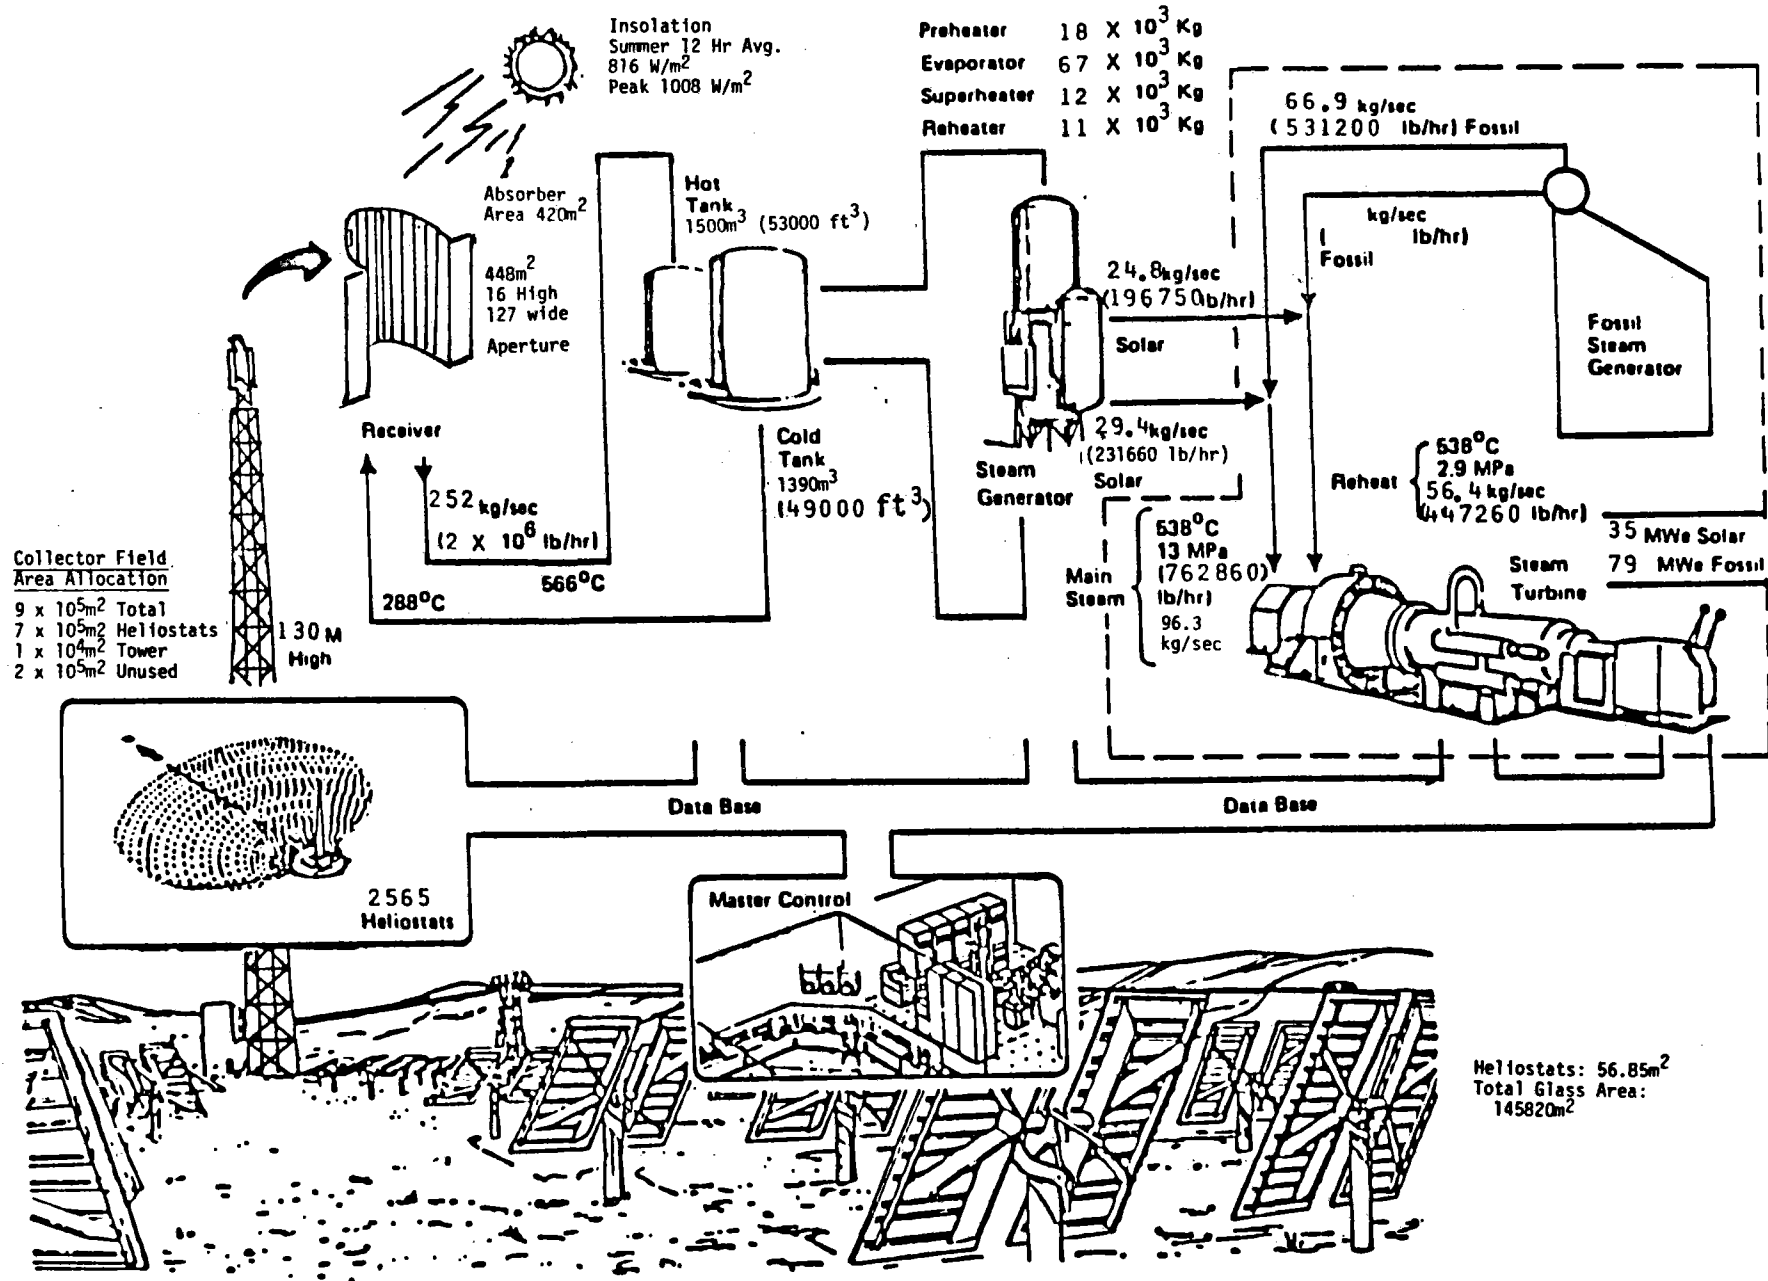 Insolation
Summer 12 Hr Avg.
816 W/m²
Peak 1008 W/m²
Preheater 18 X 10³ Kg
Evaporator 67 X 10³ Kg
Superheater 12 X 10³ Kg
Reheater 11 X 10³ Kg
66.9 kg/sec
(531200 lb/hr) Fossil
Absorber
Area 420m²
Hot
Tank
1500m³ (53000 ft³)
kg/sec
( lb/hr)
Fossil
448m²
16 High
127 wide
Aperture
24.8kg/sec
(196750lb/hr)
Solar
Fossil
Steam
Generator
Receiver
Cold
Tank
1390m³
(49000 ft³)
29.4kg/sec
(231660 lb/hr)
Solar
Steam
Generator
Reheat
538°C
2.9 MPa
56.4 kg/sec
(447260 lb/hr)
252 kg/sec
(2 X 10⁶ lb/hr)
566°C
288°C
Main
Steam
538°C
13 MPa
(762860)
lb/hr)
96.3
kg/sec
35 MWe Solar
79 MWe Fossil
Steam
Turbine
Collector Field
Area Allocation
9 x 10⁵m² Total
7 x 10⁵m² Heliostats
1 x 10⁴m² Tower
2 x 10⁵m² Unused
130 M
High
Data Base
Data Base
2565
Heliostats
Master Control
Heliostats: 56.85m²
Total Glass Area:
145820m²